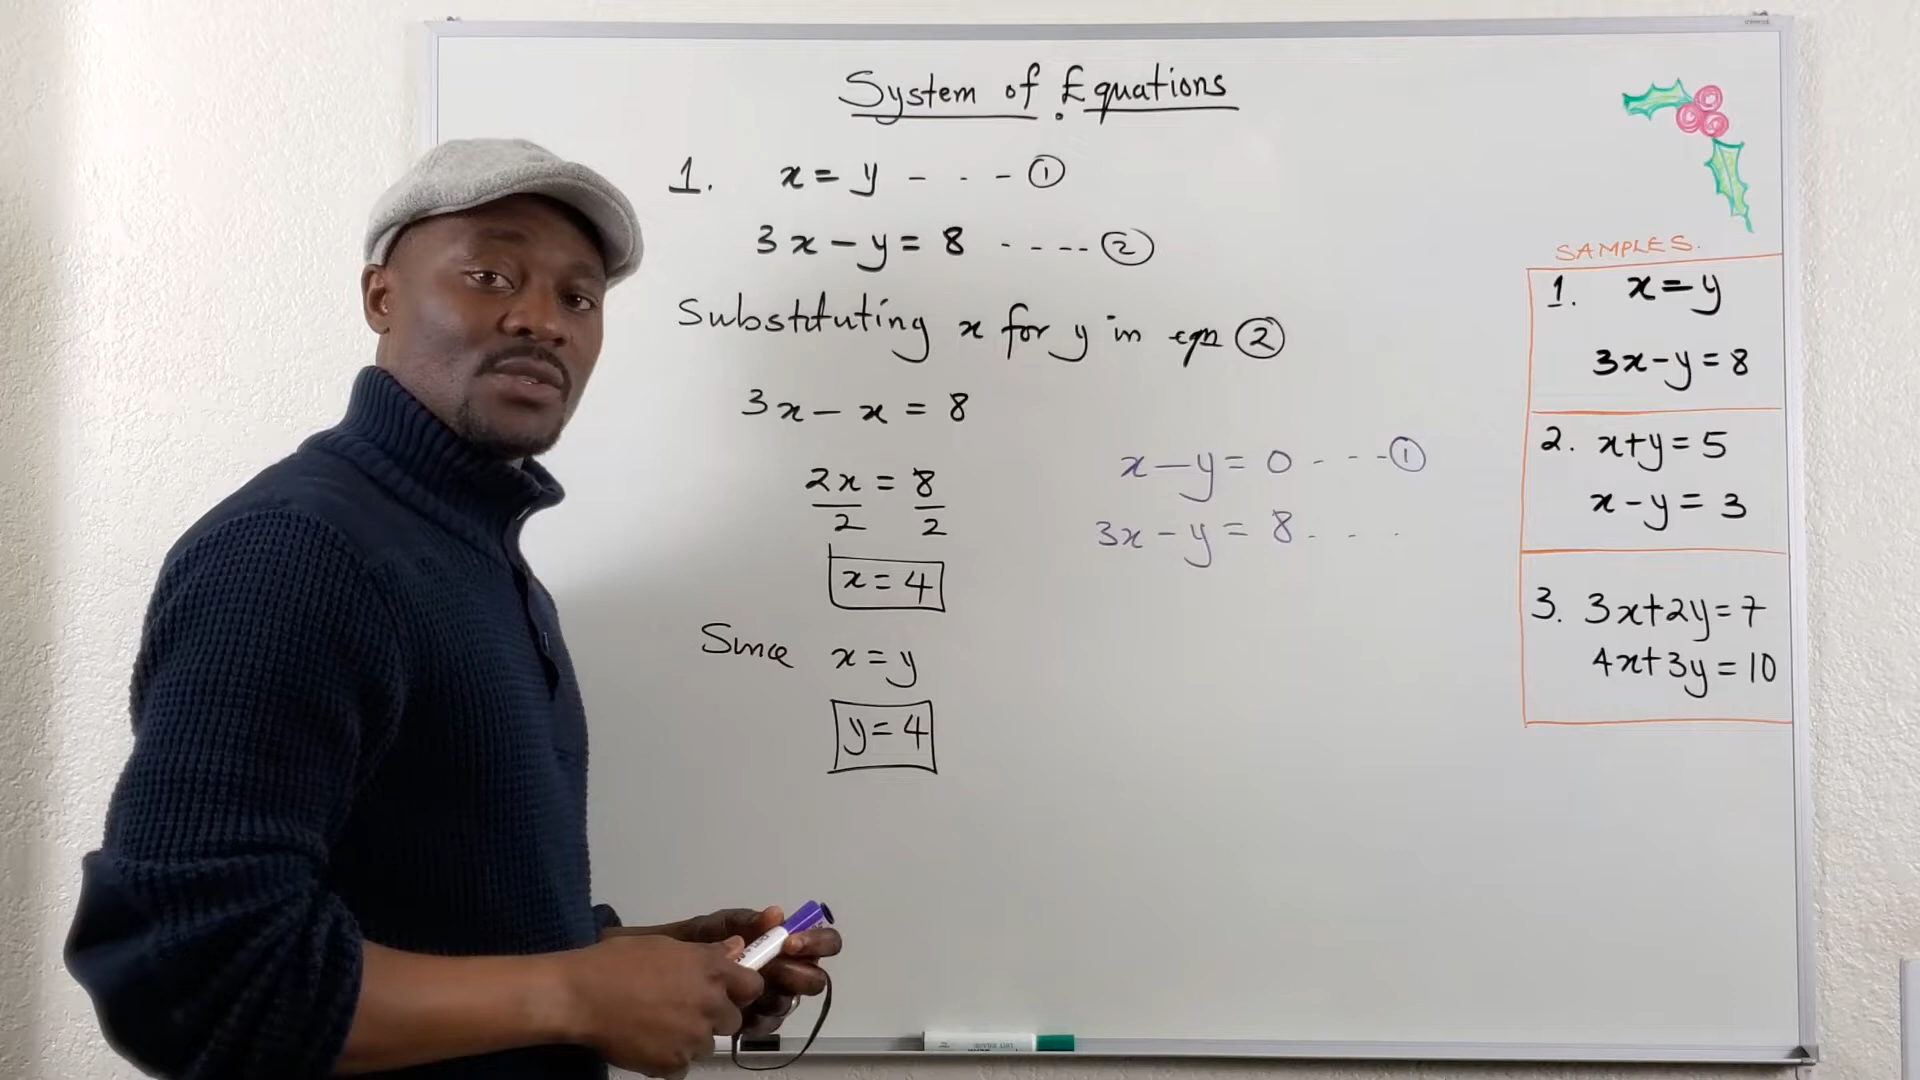 System of Equations
1. x = y - - - ①
3x - y = 8 ---- ②
Substituting x for y in eqn ②
3x - x = 8
2x = 8
2 2
x = 4
Since x = y
y = 4
x - y = 0 - - - ①
3x - y = 8 - - -
SAMPLES.
1. x = y
3x - y = 8
2. x + y = 5
x - y = 3
3. 3x + 2y = 7
4x + 3y = 10